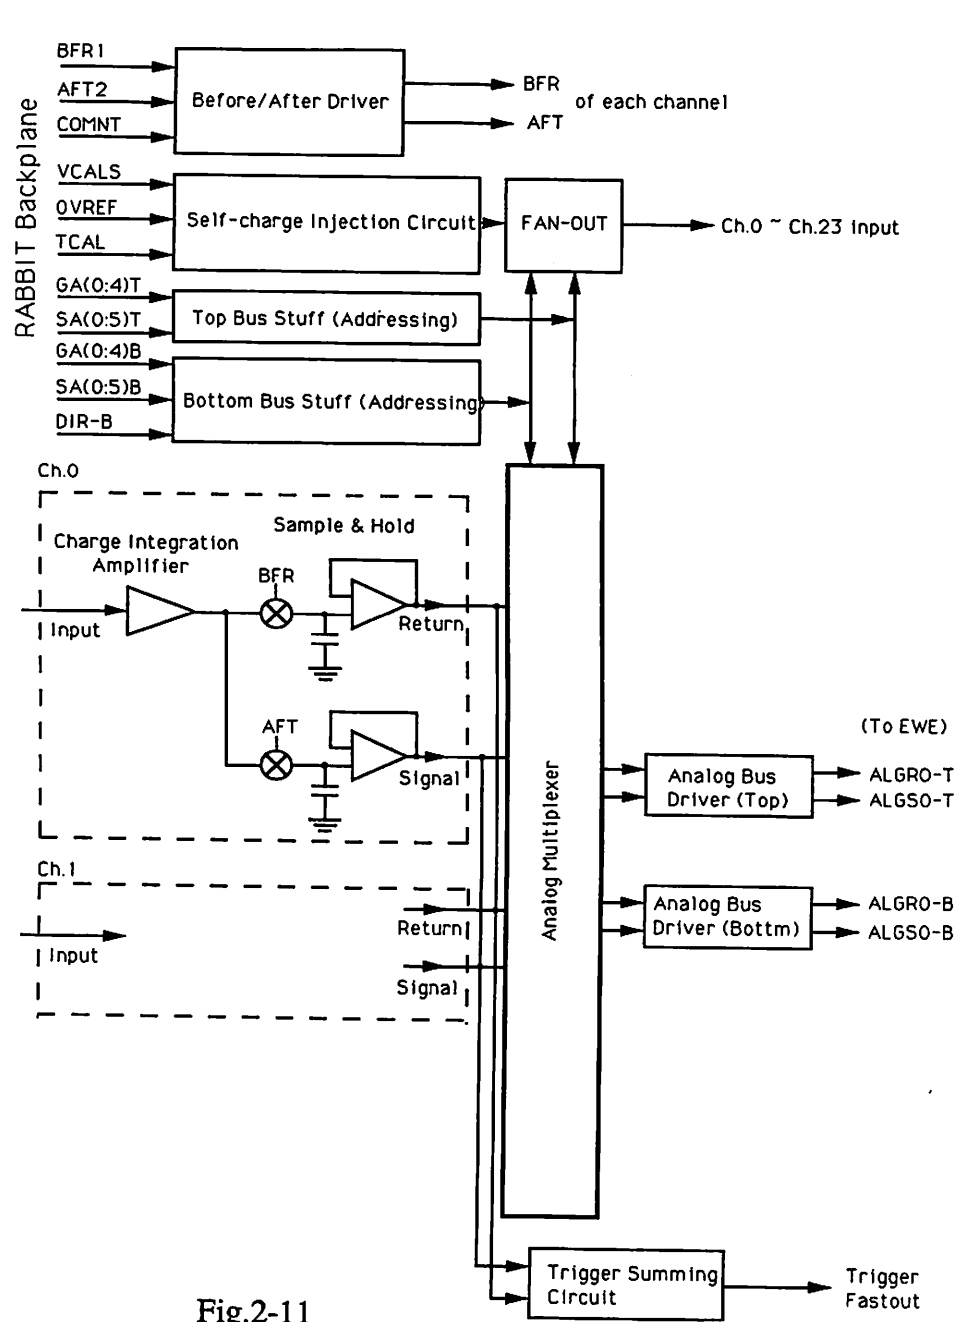 RABBIT Backplane
BFR1
AFT2
COMNT
Before/After Driver
BFR
AFT
of each channel
VCALS
OVREF
TCAL
Self-charge Injection Circuit
FAN-OUT
Ch.0 ~ Ch.23 input
GA(0:4)T
SA(0:5)T
Top Bus Stuff (Addressing)
GA(0:4)B
SA(0:5)B
DIR-B
Bottom Bus Stuff (Addressing)
Ch.0
Sample & Hold
Charge Integration
Amplifier
BFR
Input
Return
AFT
Signal
Ch.1
Input
Return
Signal
Analog Multiplexer
(To EWE)
Analog Bus
Driver (Top)
ALGRO-T
ALGSO-T
Analog Bus
Driver (Bottm)
ALGRO-B
ALGSO-B
Trigger Summing
Circuit
Trigger
Fastout
Fig.2-11